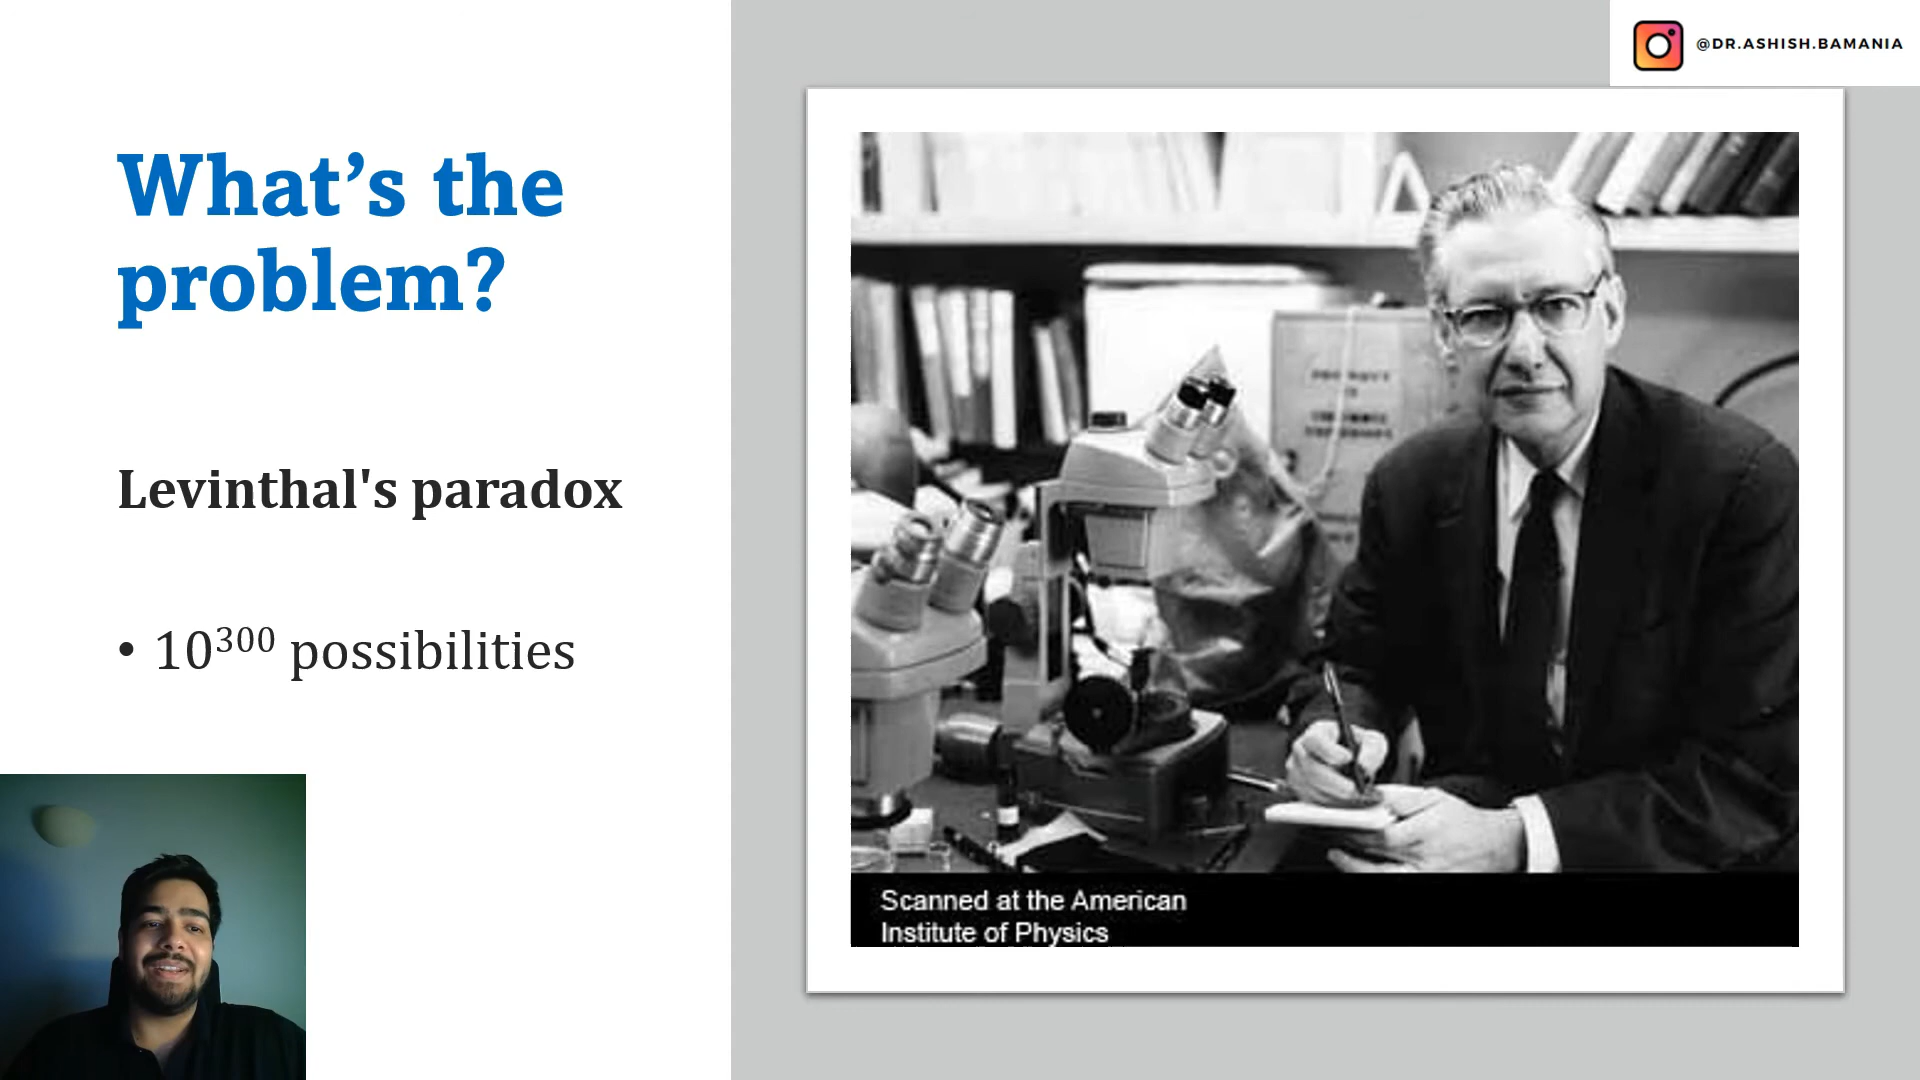 @DR.ASHISH.BAMANIA
What's the
problem?
Levinthal's paradox
• 10³⁰⁰ possibilities
Scanned at the American
Institute of Physics